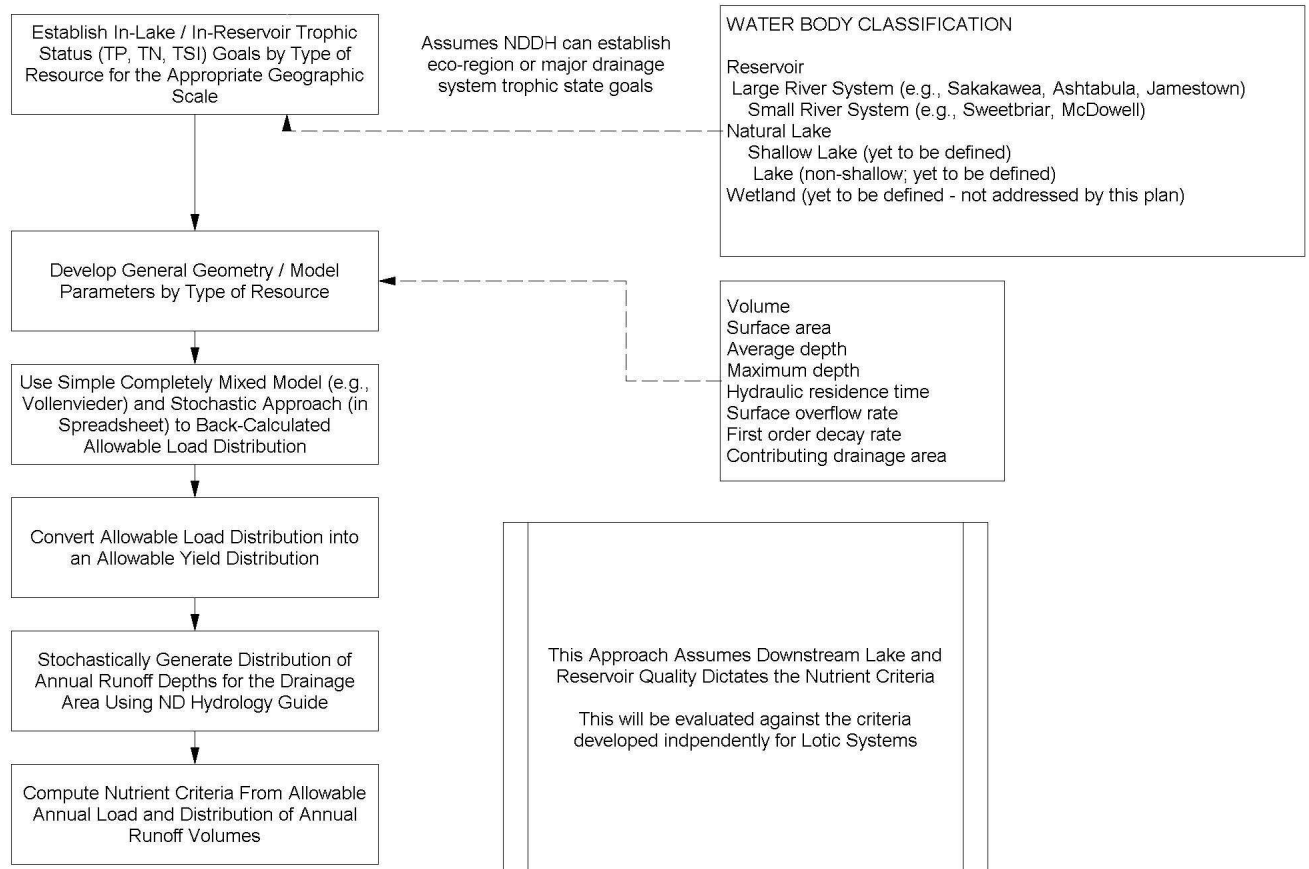 Establish In-Lake / In-Reservoir Trophic
Status (TP, TN, TSI) Goals by Type of
Resource for the Appropriate Geographic
Scale
Assumes NDDH can establish
eco-region or major drainage
system trophic state goals
WATER BODY CLASSIFICATION
Reservoir
Large River System (e.g., Sakakawea, Ashtabula, Jamestown)
Small River System (e.g., Sweetbriar, McDowell)
Natural Lake
Shallow Lake (yet to be defined)
Lake (non-shallow; yet to be defined)
Wetland (yet to be defined - not addressed by this plan)
Develop General Geometry / Model
Parameters by Type of Resource
Volume
Surface area
Average depth
Maximum depth
Hydraulic residence time
Surface overflow rate
First order decay rate
Contributing drainage area
Use Simple Completely Mixed Model (e.g.,
Vollenvieder) and Stochastic Approach (in
Spreadsheet) to Back-Calculated
Allowable Load Distribution
Convert Allowable Load Distribution into
an Allowable Yield Distribution
Stochastically Generate Distribution of
Annual Runoff Depths for the Drainage
Area Using ND Hydrology Guide
Compute Nutrient Criteria From Allowable
Annual Load and Distribution of Annual
Runoff Volumes
This Approach Assumes Downstream Lake and
Reservoir Quality Dictates the Nutrient Criteria
This will be evaluated against the criteria
developed indpendently for Lotic Systems